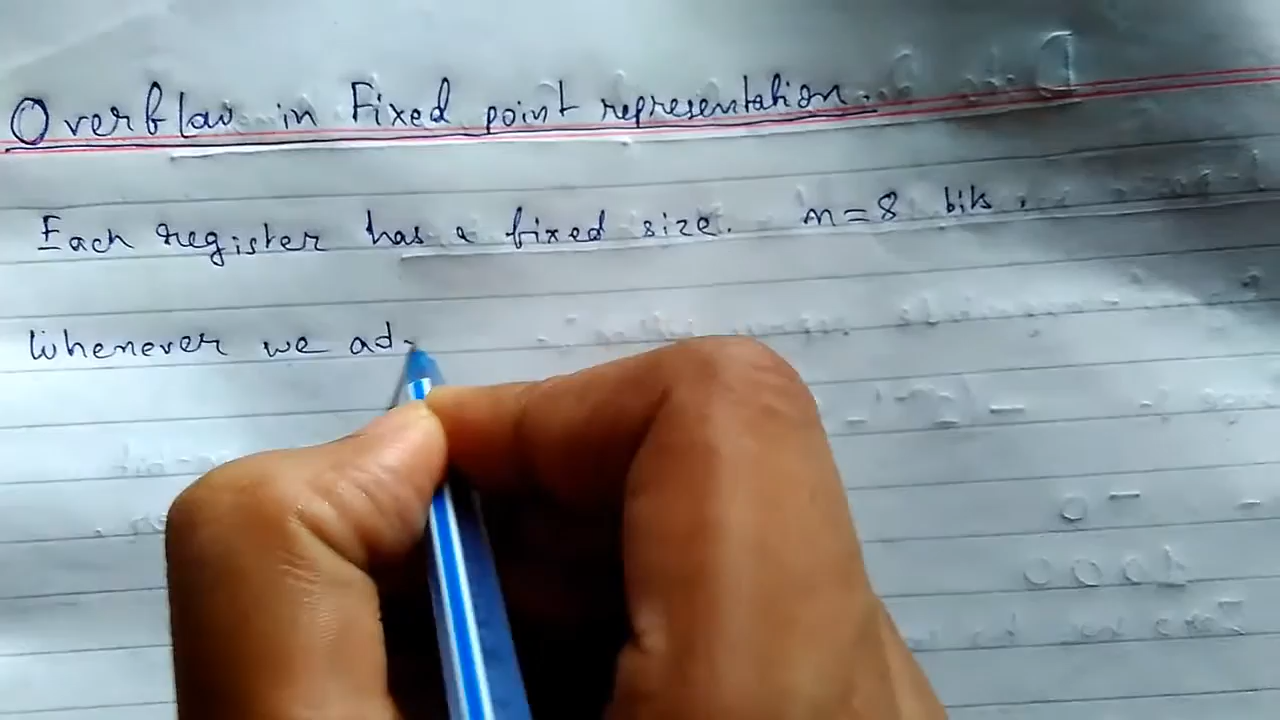 Overflow in Fixed point representation.
Each register has a fixed size. n=8 bits.
Whenever we ad